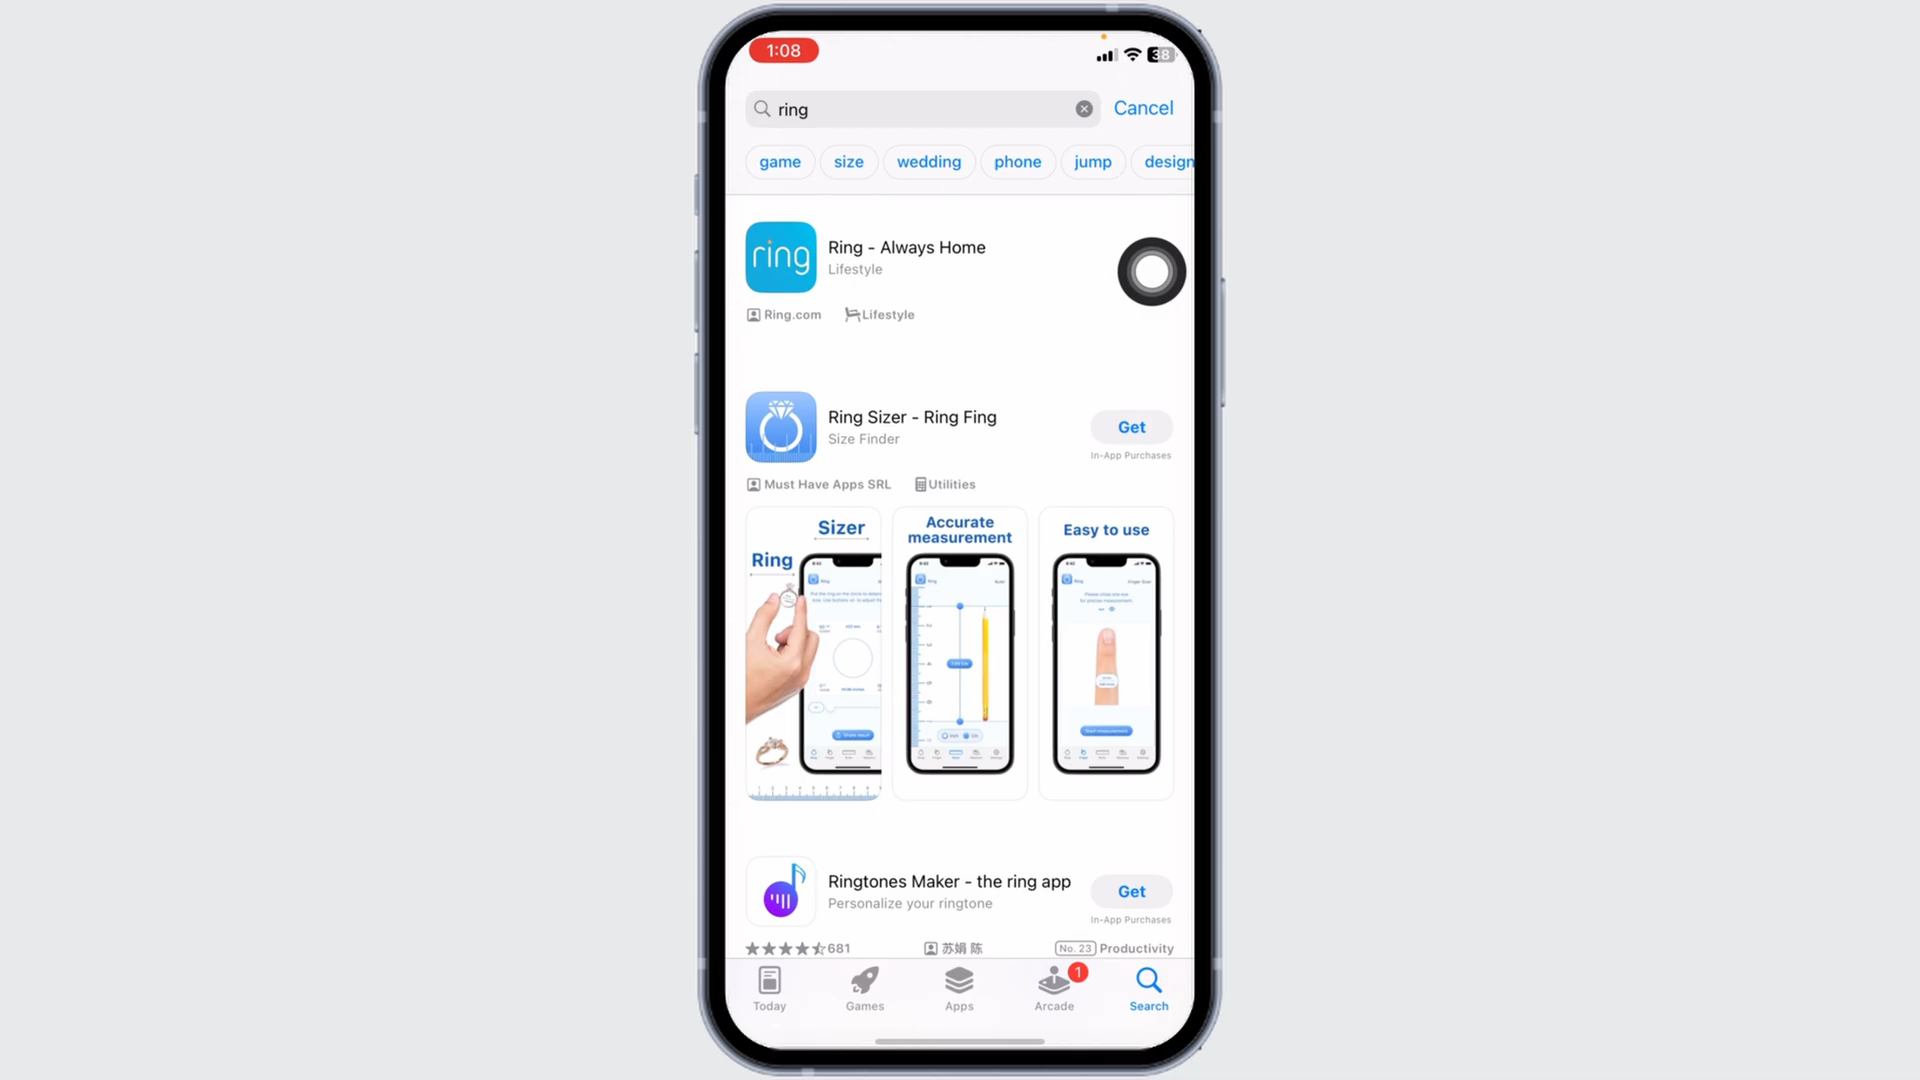 1:08
38
ring
Cancel
game size wedding phone jump design
ring
Ring - Always Home
Lifestyle
Ring.com Lifestyle
Ring Sizer - Ring Fing
Size Finder
Get
In-App Purchases
Must Have Apps SRL Utilities
Sizer
Ring
Accurate
measurement
Easy to use
Ringtones Maker - the ring app
Personalize your ringtone
Get
In-App Purchases
681 苏娟 陈 No. 23 Productivity
1
Today Games Apps Arcade Search